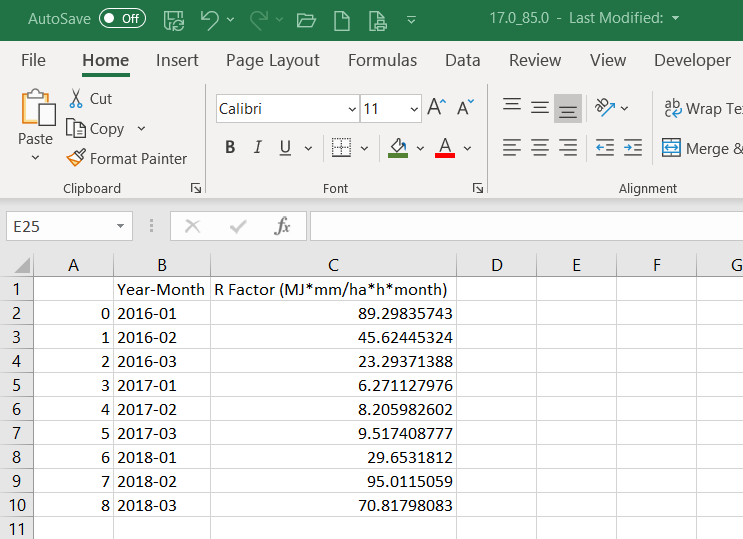 AutoSave Off 17.0_85.0 - Last Modified:
File Home Insert Page Layout Formulas Data Review View Developer
Paste
Cut
Copy
Format Painter
Clipboard
Calibri 11 A A
B I U A
Font
ab Wrap Te
Merge &
Alignment
E25 fx
A B C D E F G
1 Year-Month R Factor (MJ*mm/ha*h*month)
2 0 2016-01 89.29835743
3 1 2016-02 45.62445324
4 2 2016-03 23.29371388
5 3 2017-01 6.271127976
6 4 2017-02 8.205982602
7 5 2017-03 9.517408777
8 6 2018-01 29.6531812
9 7 2018-02 95.0115059
10 8 2018-03 70.81798083
11